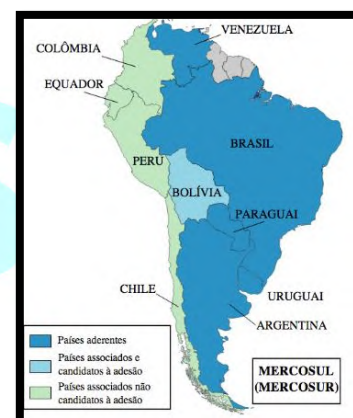 VENEZUELA
COLÔMBIA
EQUADOR
BRASIL
PERU
BOLÍVIA
PARAGUAI
CHILE
URUGUAI
ARGENTINA
Países aderentes
Países associados e
candidatos à adesão
Países associados não
candidatos à adesão
MERCOSUL
(MERCOSUR)